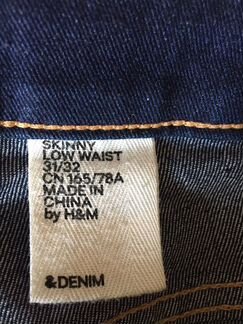 SKINNY
LOW WAIST
31/32
CN 165/78A
MADE IN
CHINA
by H&M
&DENIM